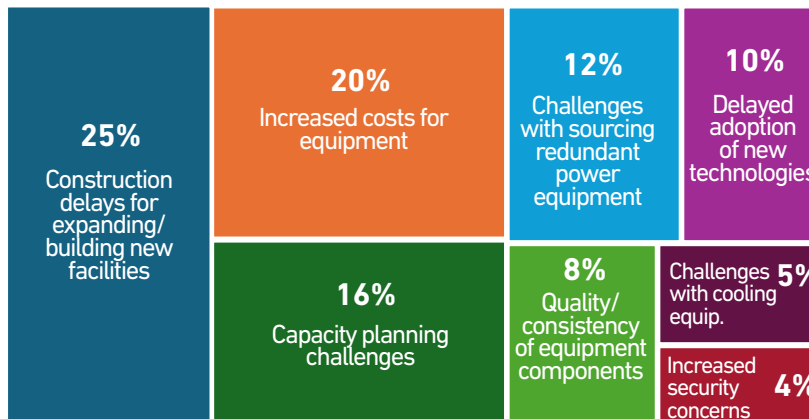 25%
Construction
delays for
expanding/
building new
facilities
20%
Increased costs for
equipment
16%
Capacity planning
challenges
12%
Challenges
with sourcing
redundant
power
equipment
10%
Delayed
adoption
of new
technologies
8%
Quality/
consistency
of equipment
components
Challenges
with cooling
equip.
5%
Increased
security
concerns
4%